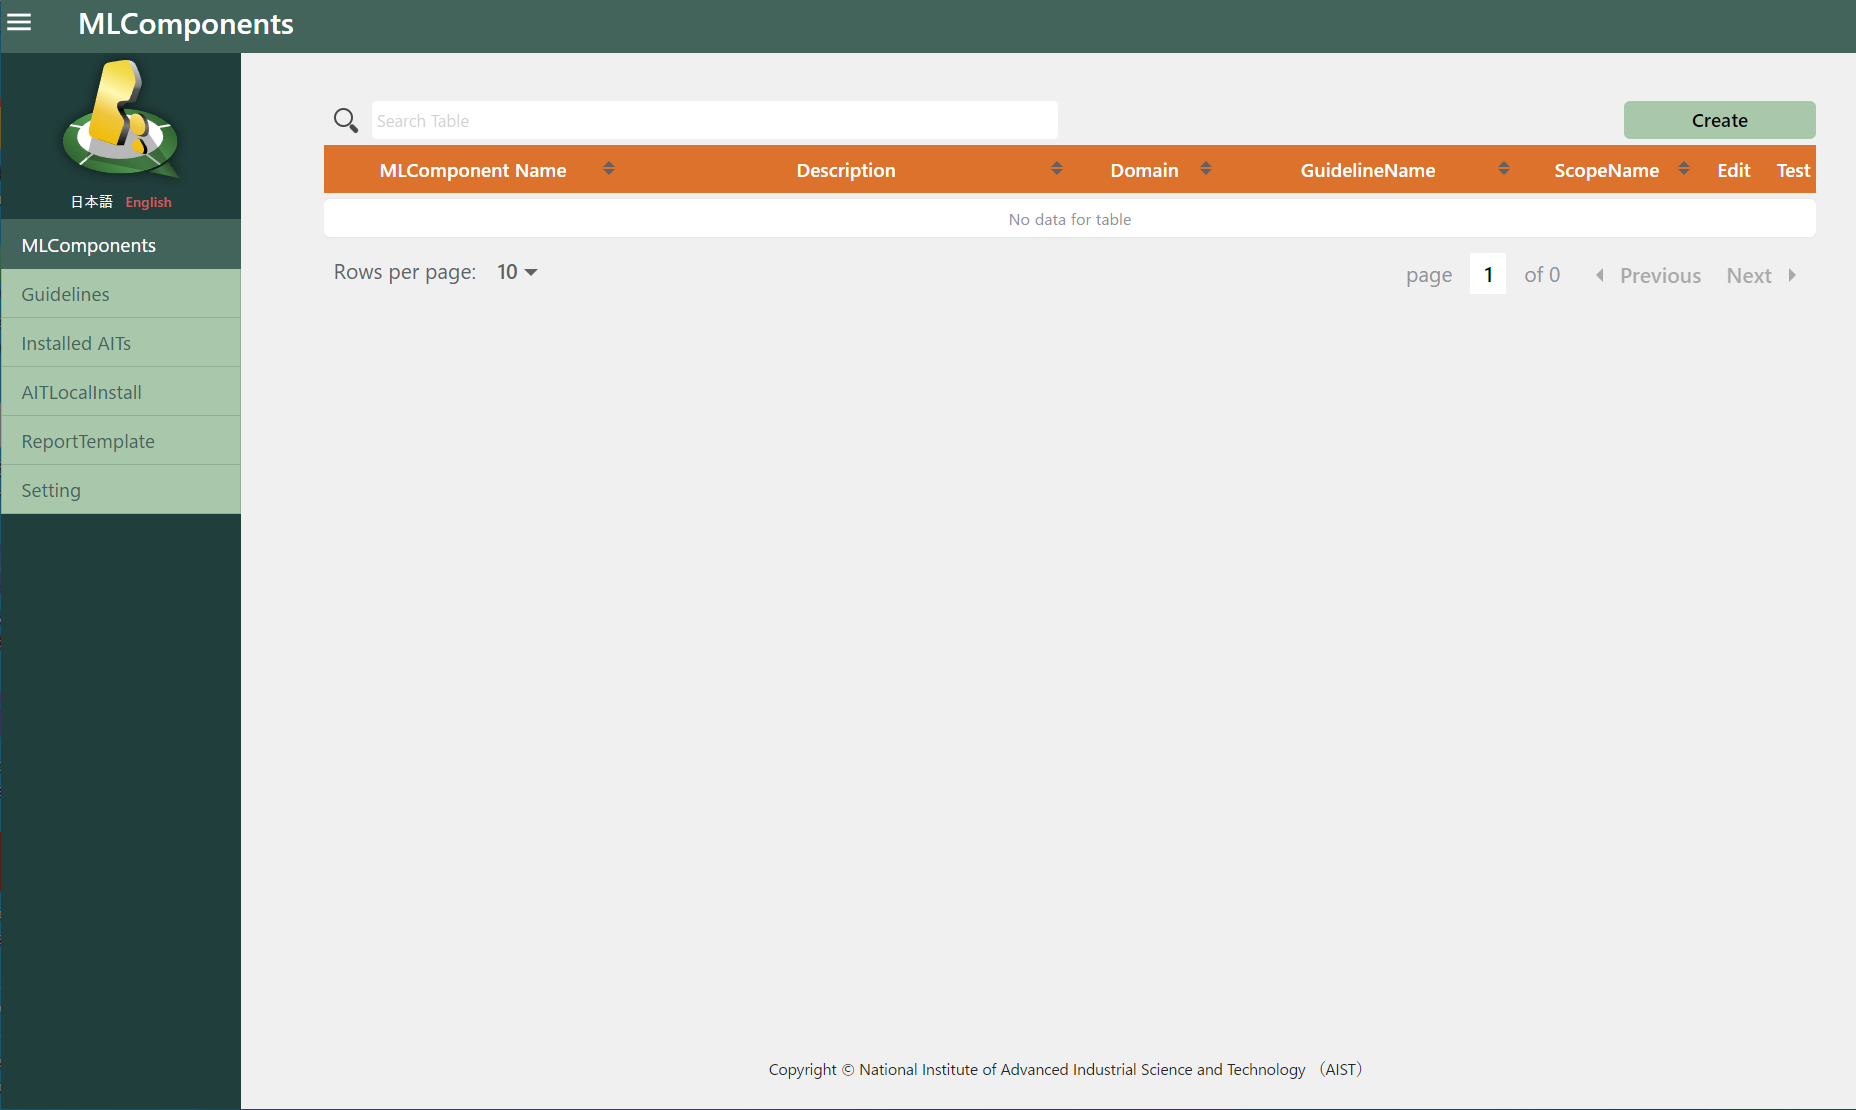 MLComponents
日本語 English
MLComponents
Guidelines
Installed AITs
AITLocalInstall
ReportTemplate
Setting
Search Table
Create
MLComponent Name Description Domain GuidelineName ScopeName Edit Test
No data for table
Rows per page: 10
page 1 of 0 Previous Next
Copyright © National Institute of Advanced Industrial Science and Technology （AIST）